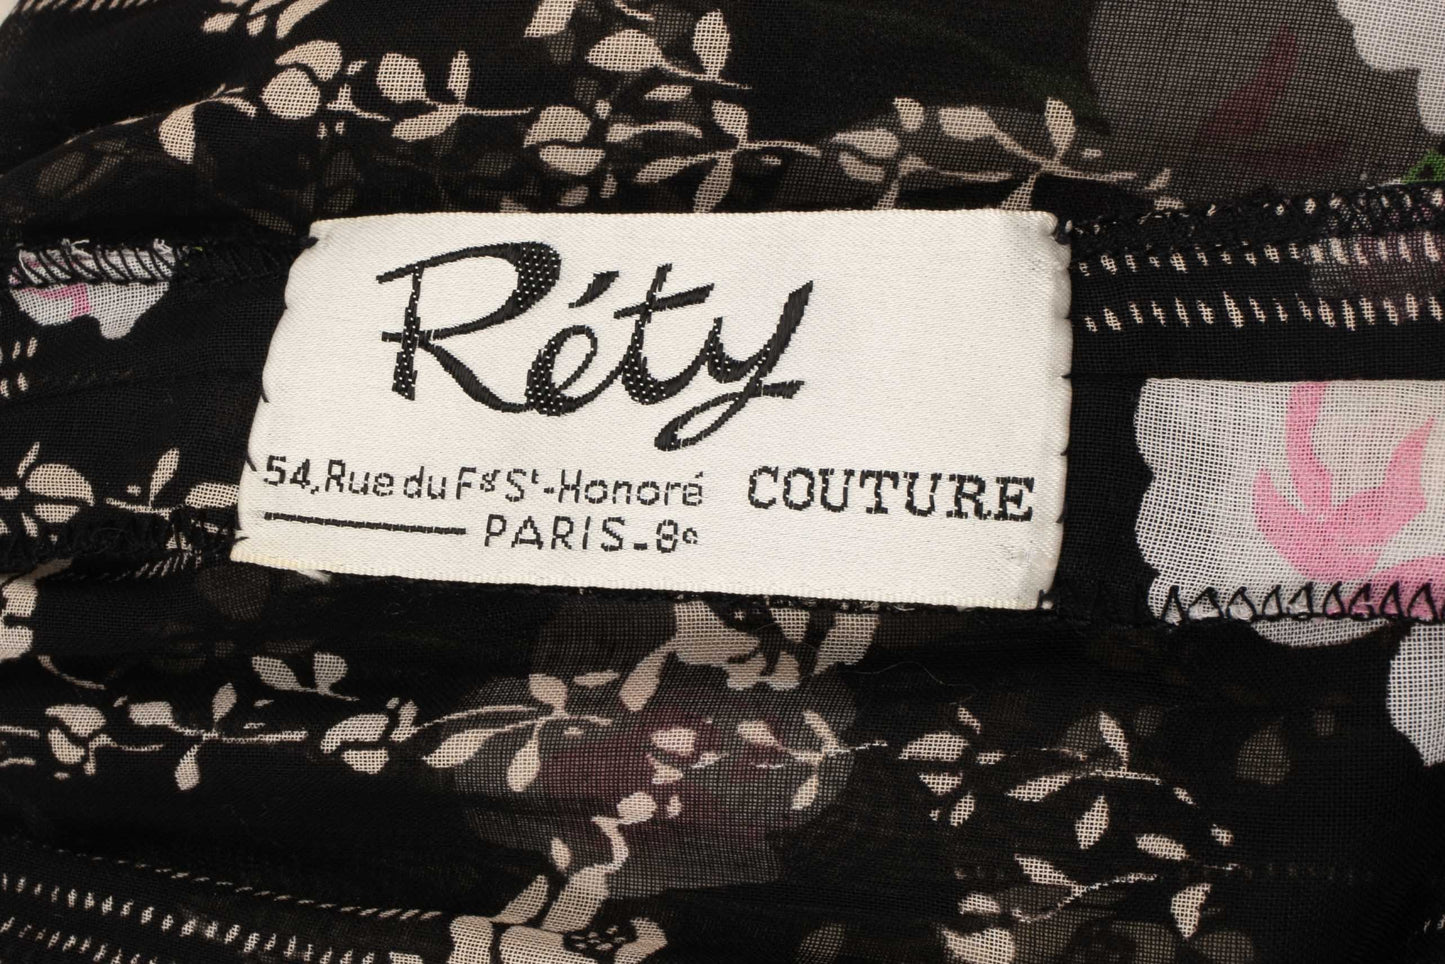 Réty
54, Rue du Fg St-Honoré COUTURE
PARIS-8e